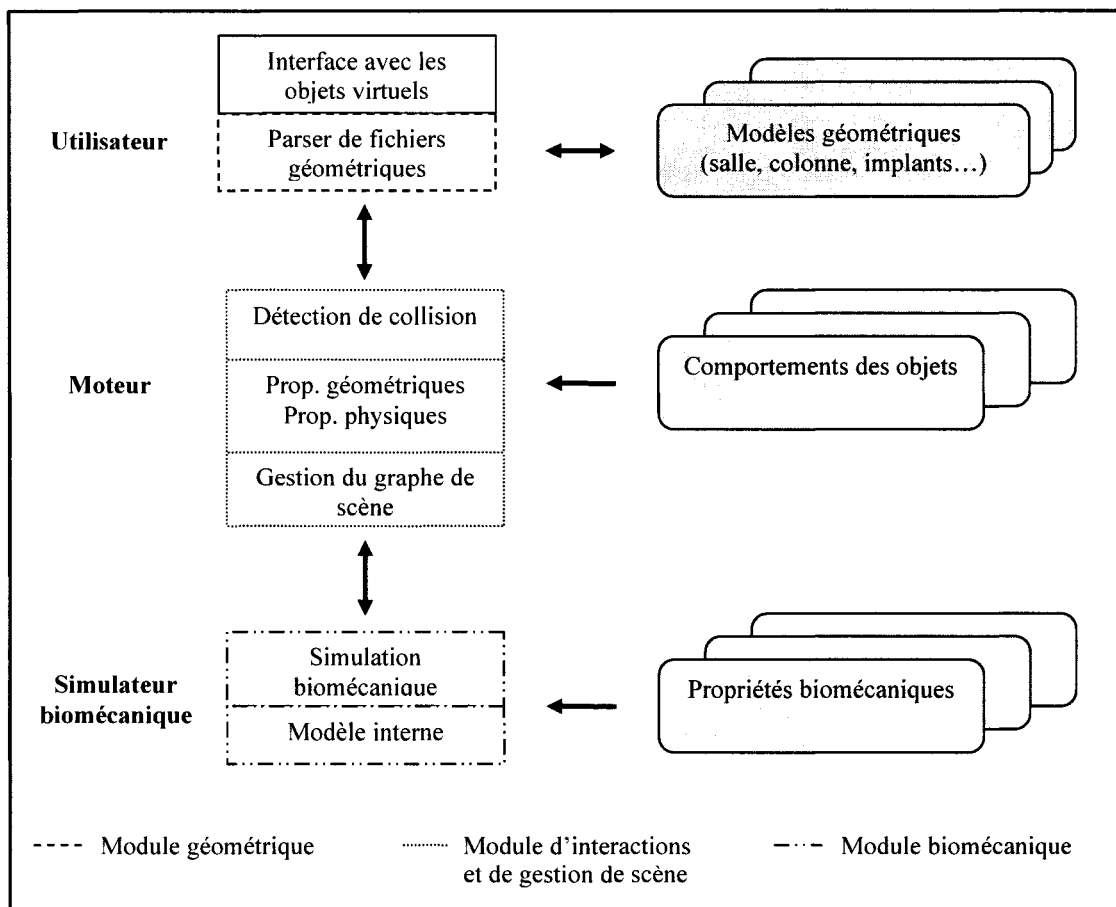 Interface avec les
objets virtuels
Utilisateur
Parser de fichiers
géométriques
Modèles géométriques
(salle, colonne, implants…)
Détection de collision
Moteur
Prop. géométriques
Prop. physiques
Comportements des objets
Gestion du graphe de
scène
Simulateur
biomécanique
Simulation
biomécanique
Modèle interne
Propriétés biomécaniques
Module géométrique
Module d'interactions
et de gestion de scène
Module biomécanique